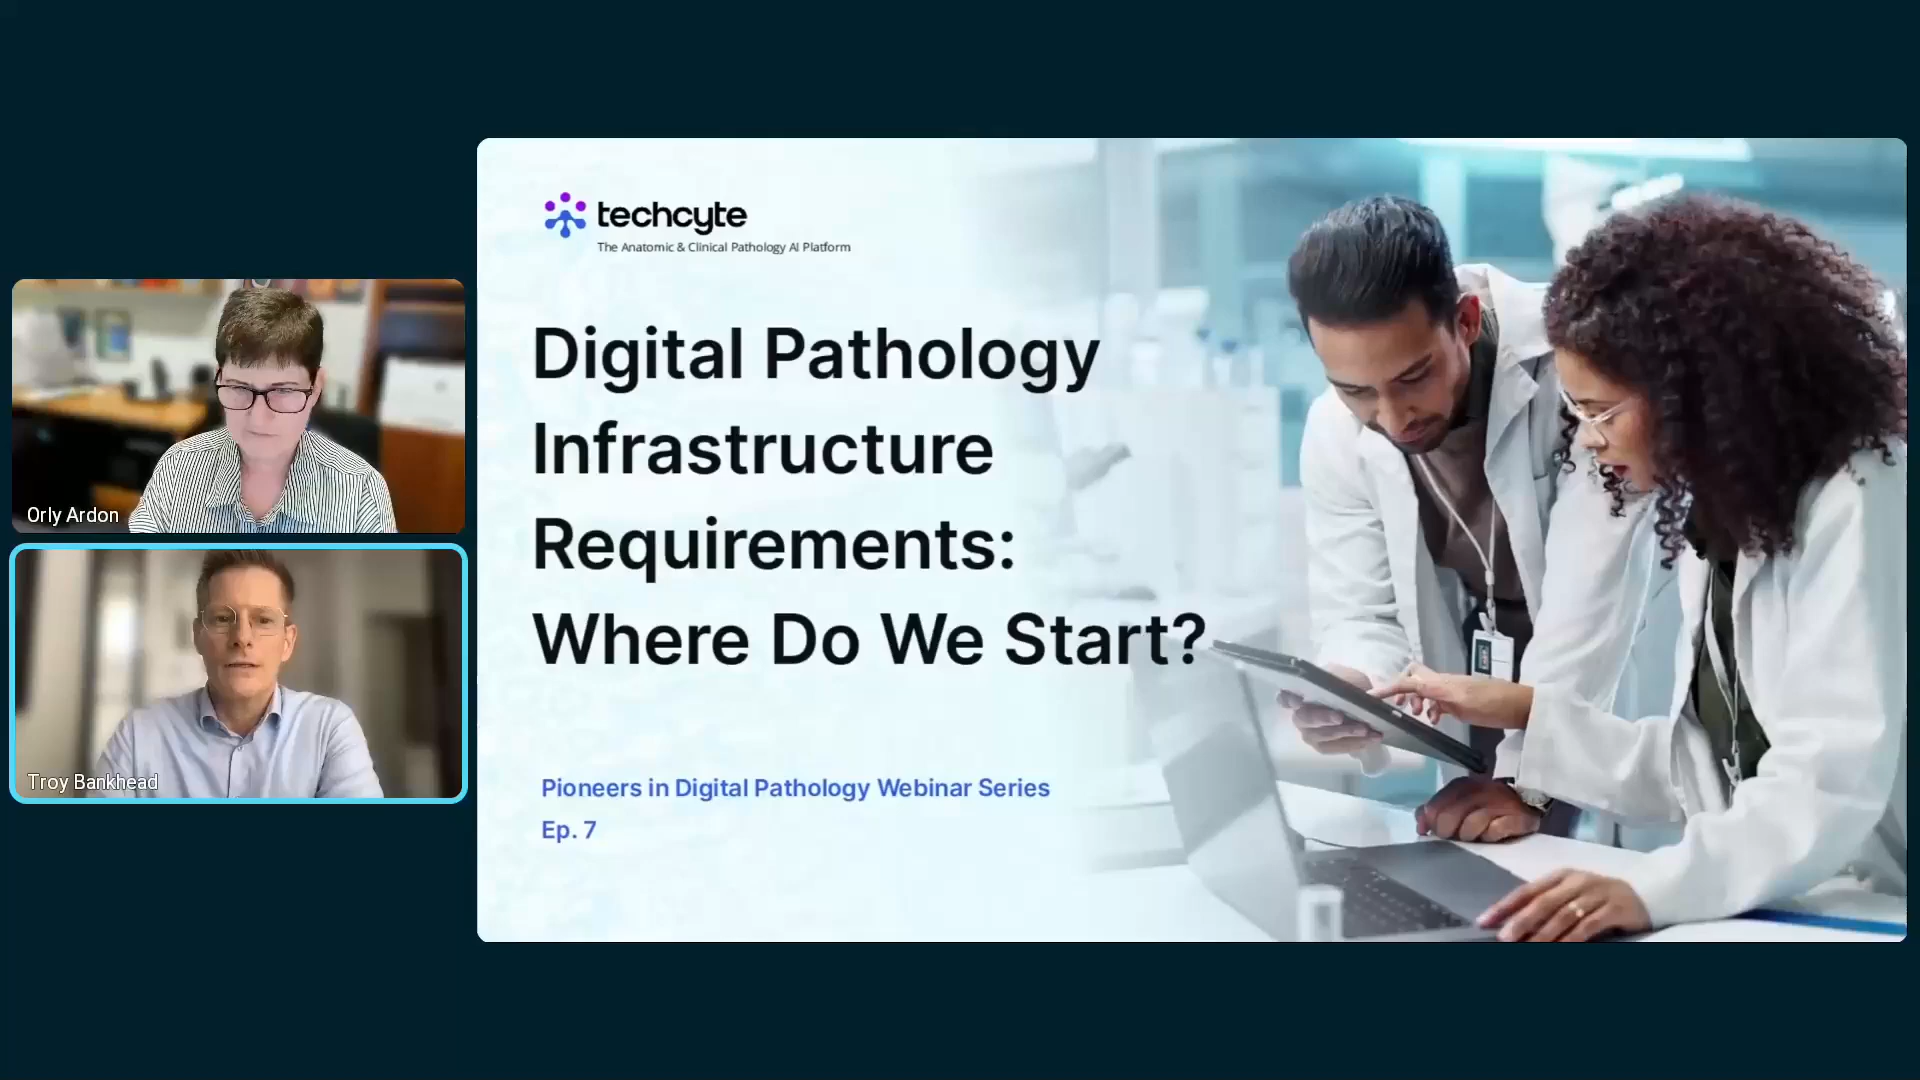 techcyte
The Anatomic & Clinical Pathology AI Platform
Digital Pathology
Infrastructure
Requirements:
Where Do We Start?
Pioneers in Digital Pathology Webinar Series
Ep. 7
Orly Ardon
Troy Bankhead